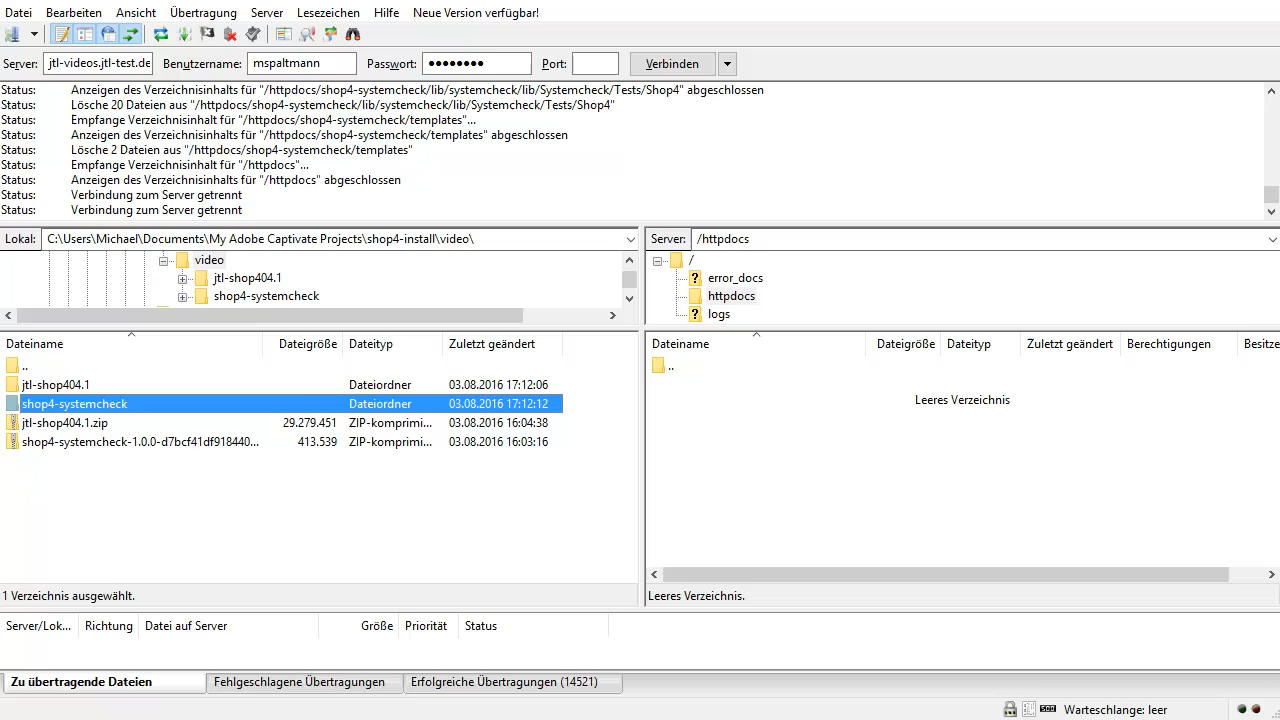 Datei Bearbeiten Ansicht Übertragung Server Lesezeichen Hilfe Neue Version verfügbar!
Server: jtl-videos.jtl-test.de Benutzername: mspaltmann Passwort: ●●●●●●●● Port: Verbinden
Status: Anzeigen des Verzeichnisinhalts für "/httpdocs/shop4-systemcheck/lib/systemcheck/lib/Systemcheck/Tests/Shop4" abgeschlossen
Status: Lösche 20 Dateien aus "/httpdocs/shop4-systemcheck/lib/systemcheck/lib/Systemcheck/Tests/Shop4"
Status: Empfange Verzeichnisinhalt für "/httpdocs/shop4-systemcheck/templates"...
Status: Anzeigen des Verzeichnisinhalts für "/httpdocs/shop4-systemcheck/templates" abgeschlossen
Status: Lösche 2 Dateien aus "/httpdocs/shop4-systemcheck/templates"
Status: Empfange Verzeichnisinhalt für "/httpdocs"...
Status: Anzeigen des Verzeichnisinhalts für "/httpdocs" abgeschlossen
Status: Verbindung zum Server getrennt
Status: Verbindung zum Server getrennt
Lokal: C:\Users\Michael\Documents\My Adobe Captivate Projects\shop4-install\video\
video
jtl-shop404.1
shop4-systemcheck
Server: /httpdocs
/
? error_docs
httpdocs
? logs
Dateiname Dateigröße Dateityp Zuletzt geändert
..
jtl-shop404.1 Dateiordner 03.08.2016 17:12:06
shop4-systemcheck Dateiordner 03.08.2016 17:12:12
jtl-shop404.1.zip 29.279.451 ZIP-komprimi... 03.08.2016 16:04:38
shop4-systemcheck-1.0.0-d7bcf41df918440... 413.539 ZIP-komprimi... 03.08.2016 16:03:16
1 Verzeichnis ausgewählt.
Dateiname Dateigröße Dateityp Zuletzt geändert Berechtigungen Besitze
..
Leeres Verzeichnis
Leeres Verzeichnis.
Server/Lok... Richtung Datei auf Server Größe Priorität Status
Zu übertragende Dateien Fehlgeschlagene Übertragungen Erfolgreiche Übertragungen (14521)
Warteschlange: leer